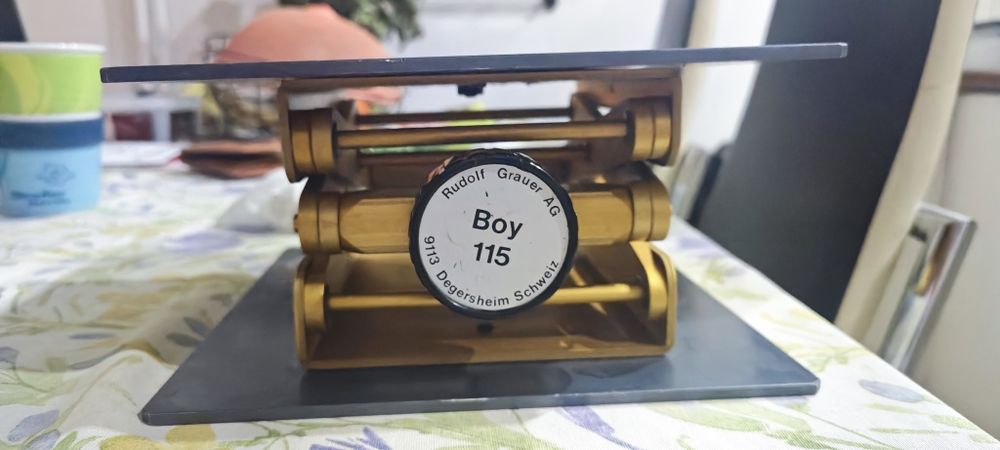 Rudolf Grauer AG
Boy
115
9113 Degersheim Schweiz